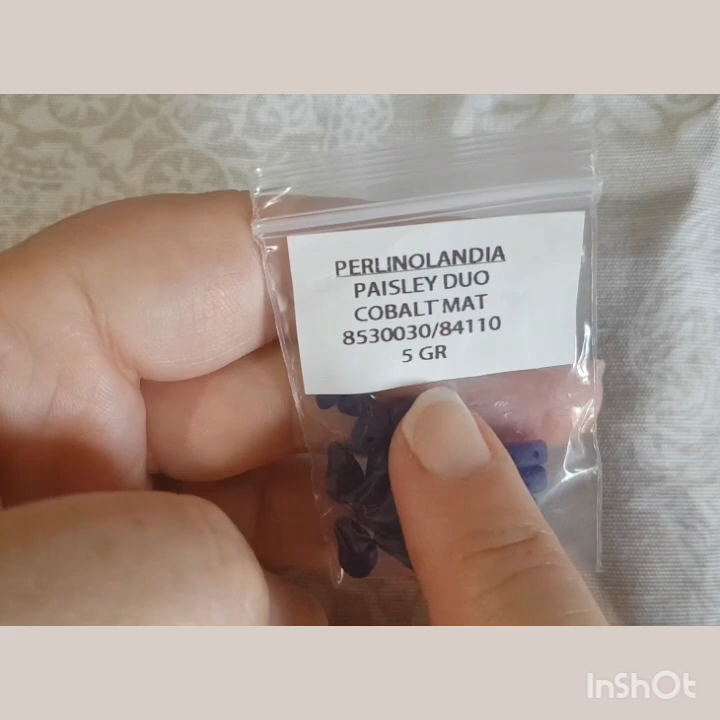 PERLINOLANDIA
PAISLEY DUO
COBALT MAT
8530030/84110
5 GR
InShOt